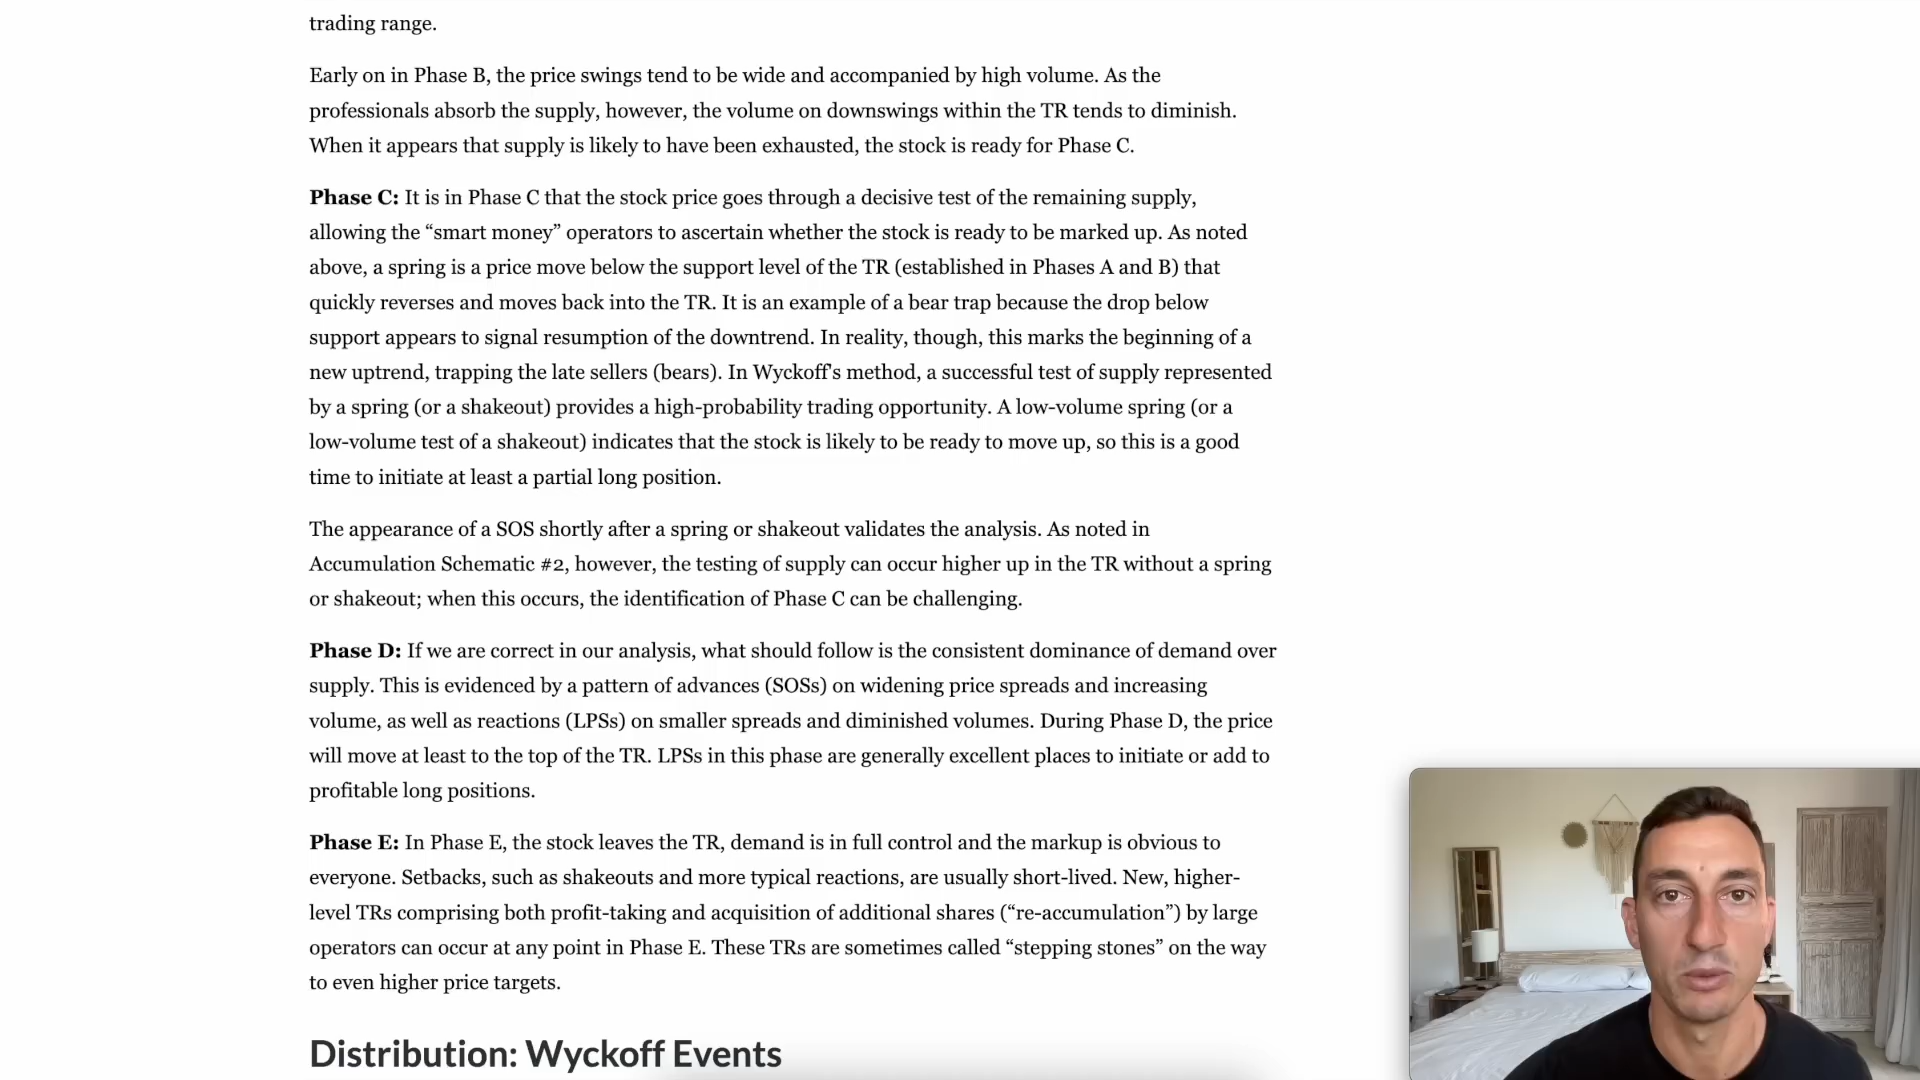 trading range.
Early on in Phase B, the price swings tend to be wide and accompanied by high volume. As the
professionals absorb the supply, however, the volume on downswings within the TR tends to diminish.
When it appears that supply is likely to have been exhausted, the stock is ready for Phase C.
Phase C: It is in Phase C that the stock price goes through a decisive test of the remaining supply,
allowing the “smart money” operators to ascertain whether the stock is ready to be marked up. As noted
above, a spring is a price move below the support level of the TR (established in Phases A and B) that
quickly reverses and moves back into the TR. It is an example of a bear trap because the drop below
support appears to signal resumption of the downtrend. In reality, though, this marks the beginning of a
new uptrend, trapping the late sellers (bears). In Wyckoff's method, a successful test of supply represented
by a spring (or a shakeout) provides a high-probability trading opportunity. A low-volume spring (or a
low-volume test of a shakeout) indicates that the stock is likely to be ready to move up, so this is a good
time to initiate at least a partial long position.
The appearance of a SOS shortly after a spring or shakeout validates the analysis. As noted in
Accumulation Schematic #2, however, the testing of supply can occur higher up in the TR without a spring
or shakeout; when this occurs, the identification of Phase C can be challenging.
Phase D: If we are correct in our analysis, what should follow is the consistent dominance of demand over
supply. This is evidenced by a pattern of advances (SOSs) on widening price spreads and increasing
volume, as well as reactions (LPSs) on smaller spreads and diminished volumes. During Phase D, the price
will move at least to the top of the TR. LPSs in this phase are generally excellent places to initiate or add to
profitable long positions.
Phase E: In Phase E, the stock leaves the TR, demand is in full control and the markup is obvious to
everyone. Setbacks, such as shakeouts and more typical reactions, are usually short-lived. New, higher-
level TRs comprising both profit-taking and acquisition of additional shares (“re-accumulation”) by large
operators can occur at any point in Phase E. These TRs are sometimes called “stepping stones” on the way
to even higher price targets.
Distribution: Wyckoff Events